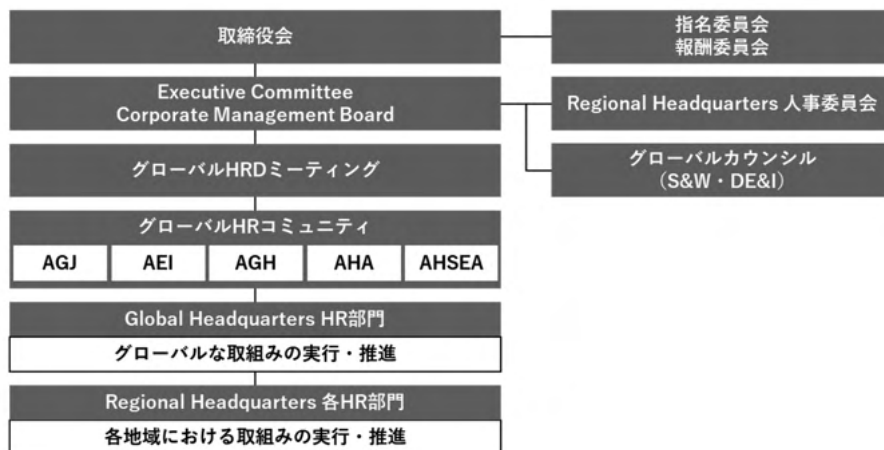 取締役会
指名委員会
報酬委員会
Executive Committee
Corporate Management Board
Regional Headquarters 人事委員会
グローバルHRDミーティング
グローバルカウンシル
（S&W・DE&I）
グローバルHRコミュニティ
AGJ
AEI
AGH
AHA
AHSEA
Global Headquarters HR部門
グローバルな取組みの実行・推進
Regional Headquarters 各HR部門
各地域における取組みの実行・推進